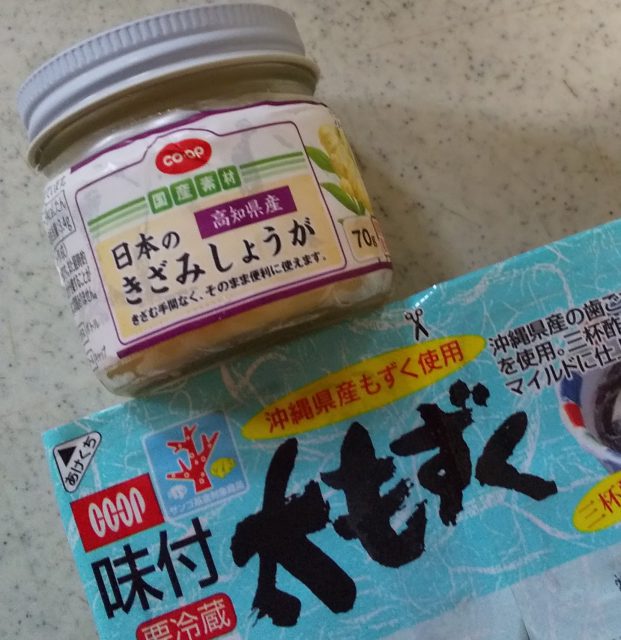 CO・OP
国産素材
高知県産
日本の
きざみしょうが
きざむ手間なく、そのまま便利に使えます。
70g
沖縄県産もずく使用
沖縄県産の歯ご
を使用。三杯酢
マイルドに仕
あけくち
CO・OP
味付
太もずく
要冷蔵
三杯